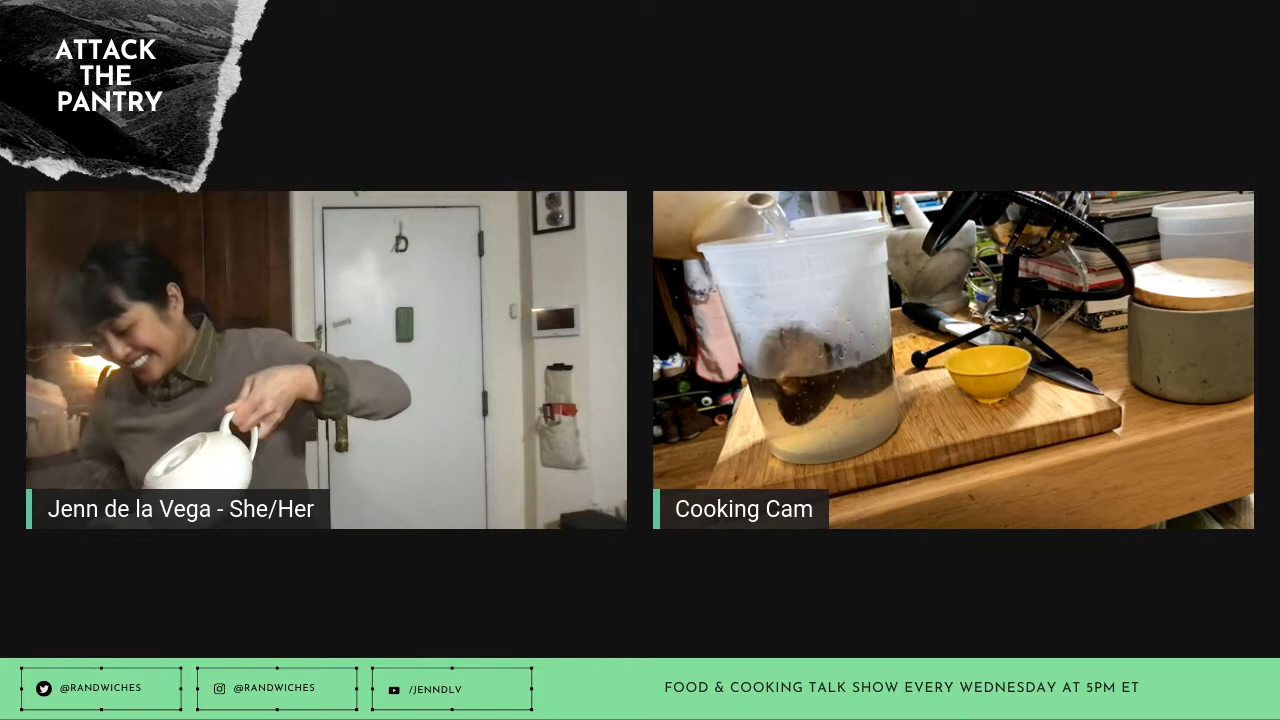 ATTACK
THE
PANTRY
D
Jenn de la Vega - She/Her
Cooking Cam
@RANDWICHES
@RANDWICHES
/JENNDLV
FOOD & COOKING TALK SHOW EVERY WEDNESDAY AT 5PM ET